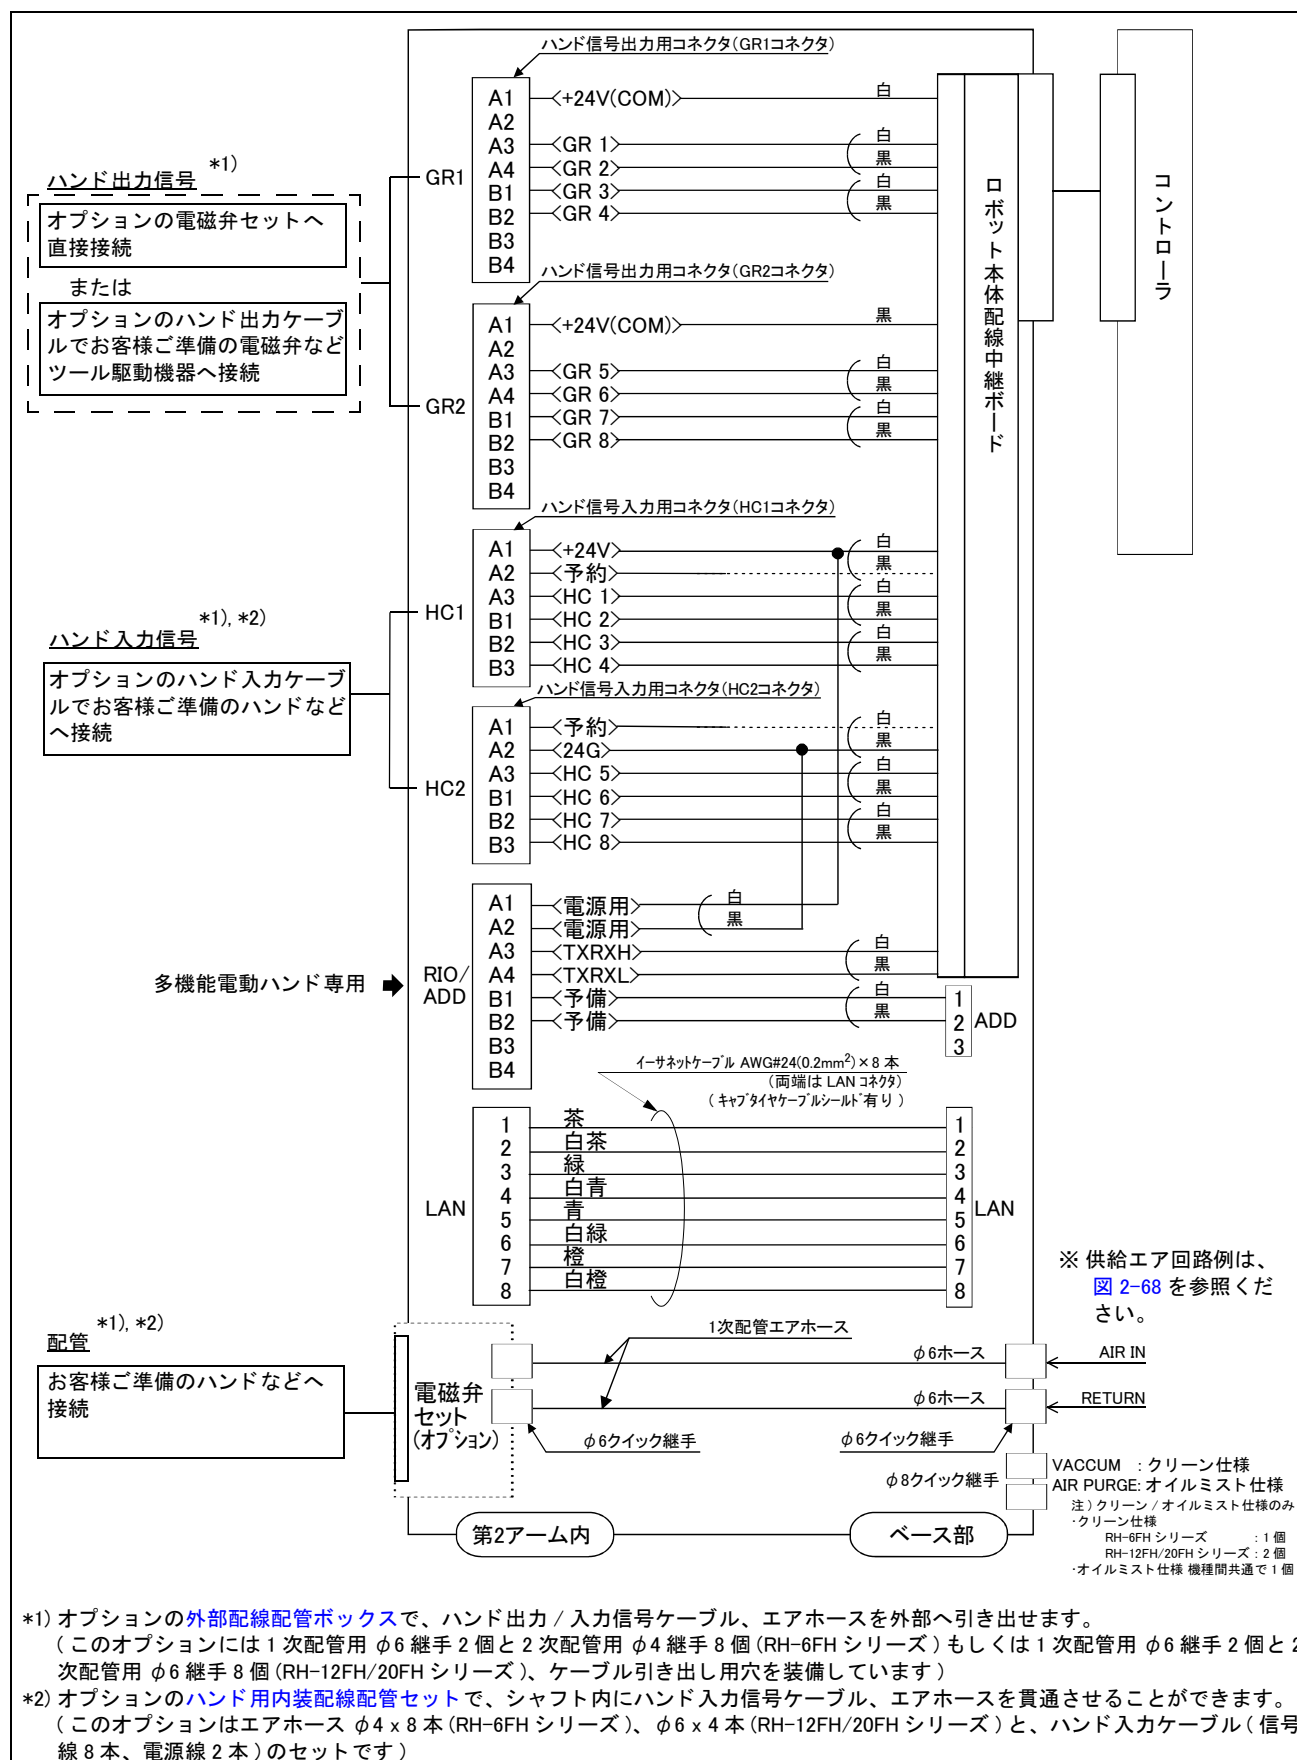 ハンド信号出力用コネクタ(GR1コネクタ)
A1 <+24V(COM)> 白
A2
A3 <GR 1> 白
A4 <GR 2> 黒
B1 <GR 3> 白
B2 <GR 4> 黒
B3
B4
GR1
ハンド出力信号 *1)
オプションの電磁弁セットへ
直接接続
または
オプションのハンド出力ケーブ
ルでお客様ご準備の電磁弁など
ツール駆動機器へ接続
ハンド信号出力用コネクタ(GR2コネクタ)
A1 <+24V(COM)> 黒
A2
A3 <GR 5> 白
A4 <GR 6> 黒
B1 <GR 7> 白
B2 <GR 8> 黒
B3
B4
GR2
ロボット本体配線中継ボード
コントローラ
ハンド信号入力用コネクタ(HC1コネクタ)
A1 <+24V> 白
A2 <予約> 黒
A3 <HC 1> 白
B1 <HC 2> 黒
B2 <HC 3> 白
B3 <HC 4> 黒
HC1
ハンド入力信号 *1), *2)
オプションのハンド入力ケーブ
ルでお客様ご準備のハンドなど
へ接続
ハンド信号入力用コネクタ(HC2コネクタ)
A1 <予約> 白
A2 <24G> 黒
A3 <HC 5> 白
B1 <HC 6> 黒
B2 <HC 7> 白
B3 <HC 8> 黒
HC2
A1 <電源用> 白
A2 <電源用> 黒
A3 <TXRXH> 白
A4 <TXRXL> 黒
B1 <予備> 白 1
B2 <予備> 黒 2
B3 3
B4
ADD
多機能電動ハンド専用
RIO/
ADD
イーサネットケーブル AWG#24(0.2mm²)×8 本
(両端は LAN コネクタ)
( キャブタイヤケーブルシールド有り )
1 茶 1
2 白茶 2
3 緑 3
4 白青 4
5 青 5
6 白緑 6
7 橙 7
8 白橙 8
LAN
LAN
※ 供給エア回路例は、
図 2-68 を参照くだ
さい。
配管 *1), *2)
お客様ご準備のハンドなどへ
接続
電磁弁
セット
(オプション)
1次配管エアホース
φ6ホース
AIR IN
φ6ホース
RETURN
φ6クイック継手
φ6クイック継手
φ8クイック継手
VACCUM : クリーン仕様
AIR PURGE: オイルミスト仕様
注 ) クリーン / オイルミスト仕様のみ
・クリーン仕様
RH-6FH シリーズ : 1 個
RH-12FH/20FH シリーズ : 2 個
・オイルミスト仕様 機種間共通で 1 個
第2アーム内
ベース部
*1) オプションの外部配線配管ボックスで、ハンド出力 / 入力信号ケーブル、エアホースを外部へ引き出せます。
( このオプションには 1 次配管用 φ6 継手 2 個と 2 次配管用 φ4 継手 8 個 (RH-6FH シリーズ ) もしくは 1 次配管用 φ6 継手 2 個と 2
次配管用 φ6 継手 8 個 (RH-12FH/20FH シリーズ )、ケーブル引き出し用穴を装備しています )
*2) オプションのハンド用内装配線配管セットで、シャフト内にハンド入力信号ケーブル、エアホースを貫通させることができます。
( このオプションはエアホース φ4 x 8 本 (RH-6FH シリーズ )、φ6 x 4 本 (RH-12FH/20FH シリーズ ) と、ハンド入力ケーブル ( 信号
線 8 本、電源線 2 本 ) のセットです )